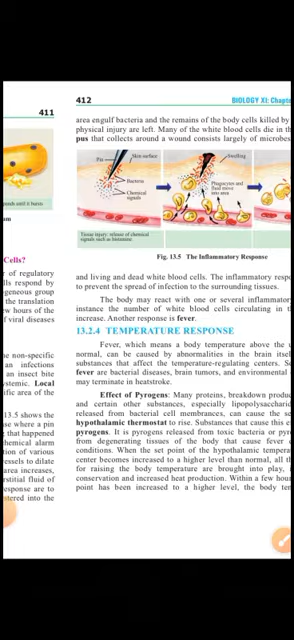 411
ands until it bursts
Cells?
r of regulatory
lls respond by
ogeneous group
the translation
ew hours of the
f viral diseases
ne non-specific
an infections
an insect bite
ystemic. Local
ific area of the
13.5 shows the
se where a pin
g that happened
hemical alarm
tion of various
vessels to dilate
area increases,
rstitial fluid of
response are to
stered into the
412
BIOLOGY XI: Chapte
area engulf bacteria and the remains of the body cells killed by
physical injury are left. Many of the white blood cells die in th
pus that collects around a wound consists largely of microbes
Pin
Skin surface
Bacteria
Chemical
signals
Swelling
Phagocytes and
fluid move
into area
Tissue injury: release of chemical
signals such as histamine
Fig. 13.5 The Inflammatory Response
and living and dead white blood cells. The inflammatory respo
to prevent the spread of infection to the surrounding tissues.
The body may react with one or several inflammator
instance the number of white blood cells circulating in t
increase. Another response is fever.
13.2.4 TEMPERATURE RESPONSE
Fever, which means a body temperature above the u
normal, can be caused by abnormalities in the brain itsel
substances that affect the temperature-regulating centers. S
fever are bacterial diseases, brain tumors, and environmental
may terminate in heatstroke.
Effect of Pyrogens: Many proteins, breakdown produc
and certain other substances, especially lipopolysaccharid
released from bacterial cell membrances, can cause the se
hypothalamic thermostat to rise. Substances that cause this e
pyrogens. It is pyrogens released from toxic bacteria or pyr
from degenerating tissues of the body that cause fever
conditions. When the set point of the hypothalamic tempera
center becomes increased to a higher level than normal, all th
for raising the body temperature are brought into play,
conservation and increased heat production. Within a few hour
point has been increased to a higher level, the body tem